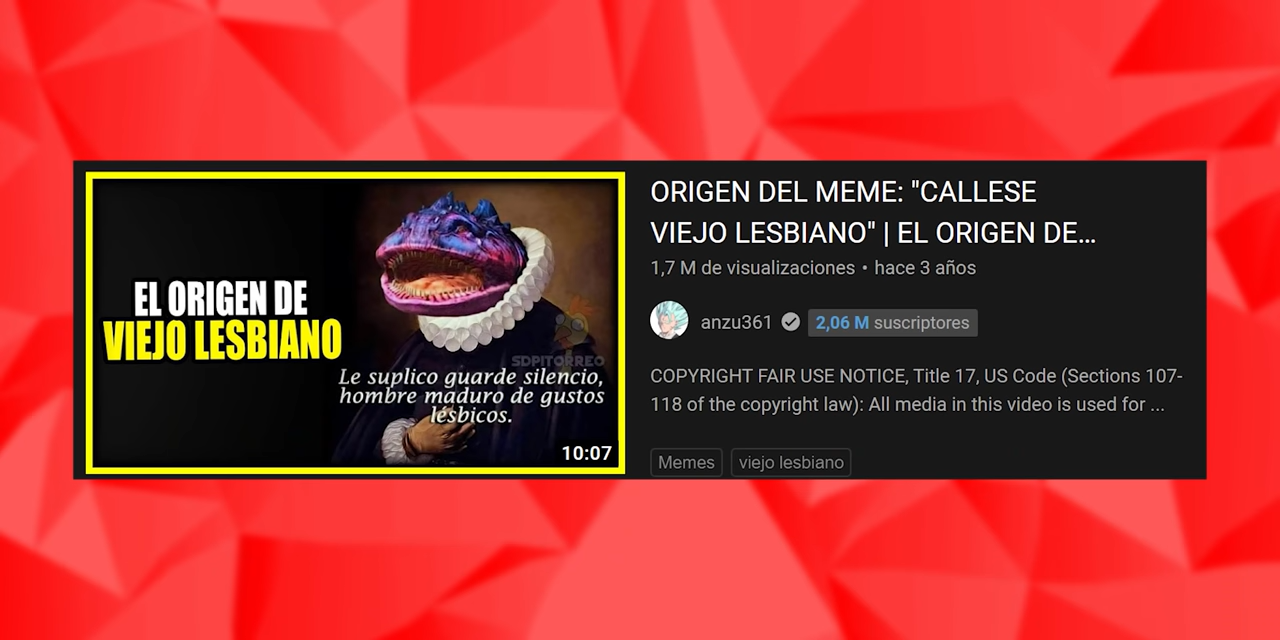 EL ORIGEN DE
VIEJO LESBIANO
SDPITORREO
Le suplico guarde silencio,
hombre maduro de gustos
lésbicos.
10:07
ORIGEN DEL MEME: "CALLESE
VIEJO LESBIANO" | EL ORIGEN DE...
1,7 M de visualizaciones • hace 3 años
anzu361
2,06 M suscriptores
COPYRIGHT FAIR USE NOTICE, Title 17, US Code (Sections 107-
118 of the copyright law): All media in this video is used for ...
Memes
viejo lesbiano